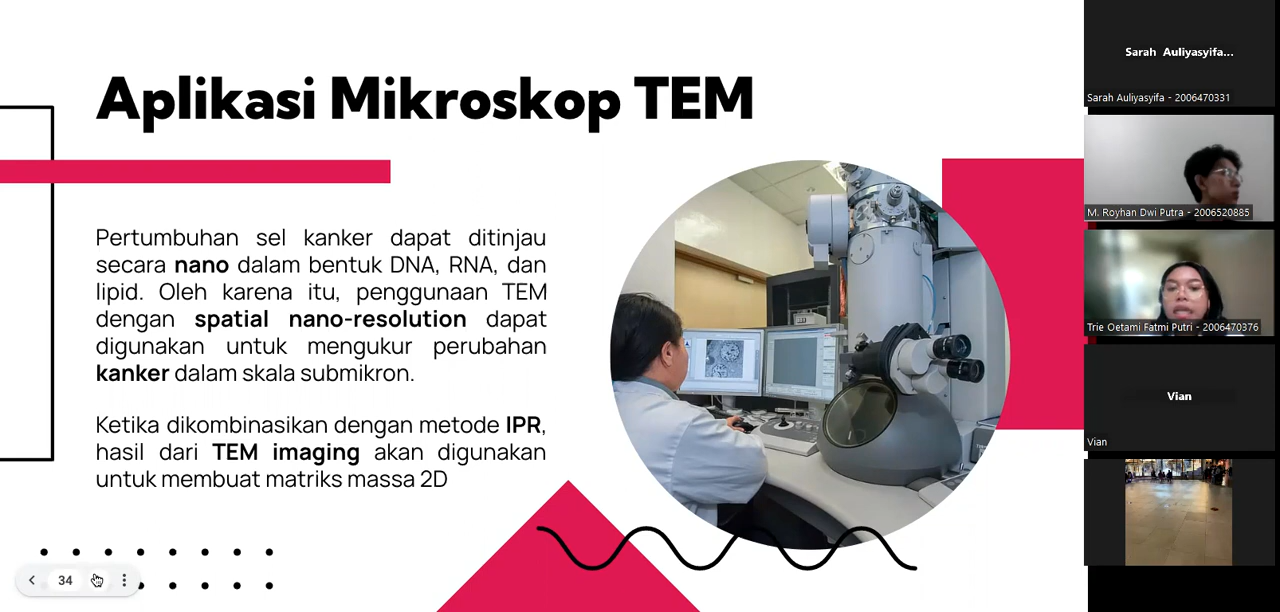 Aplikasi Mikroskop TEM
Pertumbuhan sel kanker dapat ditinjau
secara nano dalam bentuk DNA, RNA, dan
lipid. Oleh karena itu, penggunaan TEM
dengan spatial nano-resolution dapat
digunakan untuk mengukur perubahan
kanker dalam skala submikron.
Ketika dikombinasikan dengan metode IPR,
hasil dari TEM imaging akan digunakan
untuk membuat matriks massa 2D
34
Sarah Auliyasyifa...
Sarah Auliyasyifa - 2006470331
M. Royhan Dwi Putra - 2006520885
Trie Oetami Fatmi Putri - 2006470376
Vian
Vian